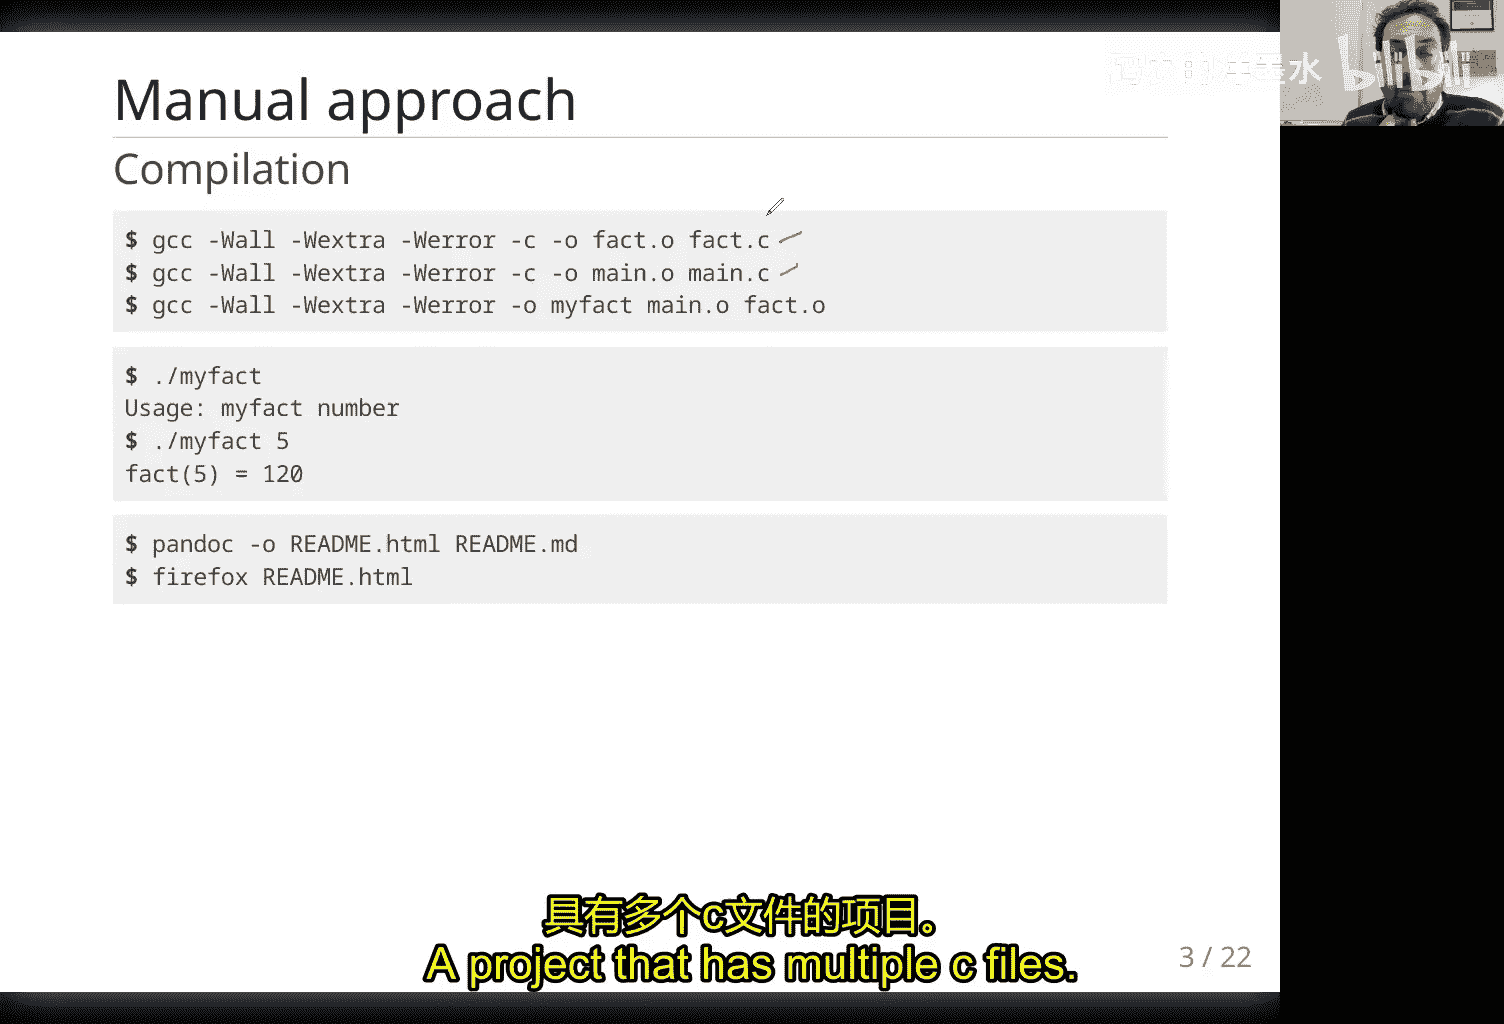 Manual approach
Compilation
$ gcc -Wall -Wextra -Werror -c -o fact.o fact.c
$ gcc -Wall -Wextra -Werror -c -o main.o main.c
$ gcc -Wall -Wextra -Werror -o myfact main.o fact.o
$ ./myfact
Usage: myfact number
$ ./myfact 5
fact(5) = 120
$ pandoc -o README.html README.md
$ firefox README.html
具有多个c文件的项目。
A project that has multiple c files.
3 / 22
水 bilibili